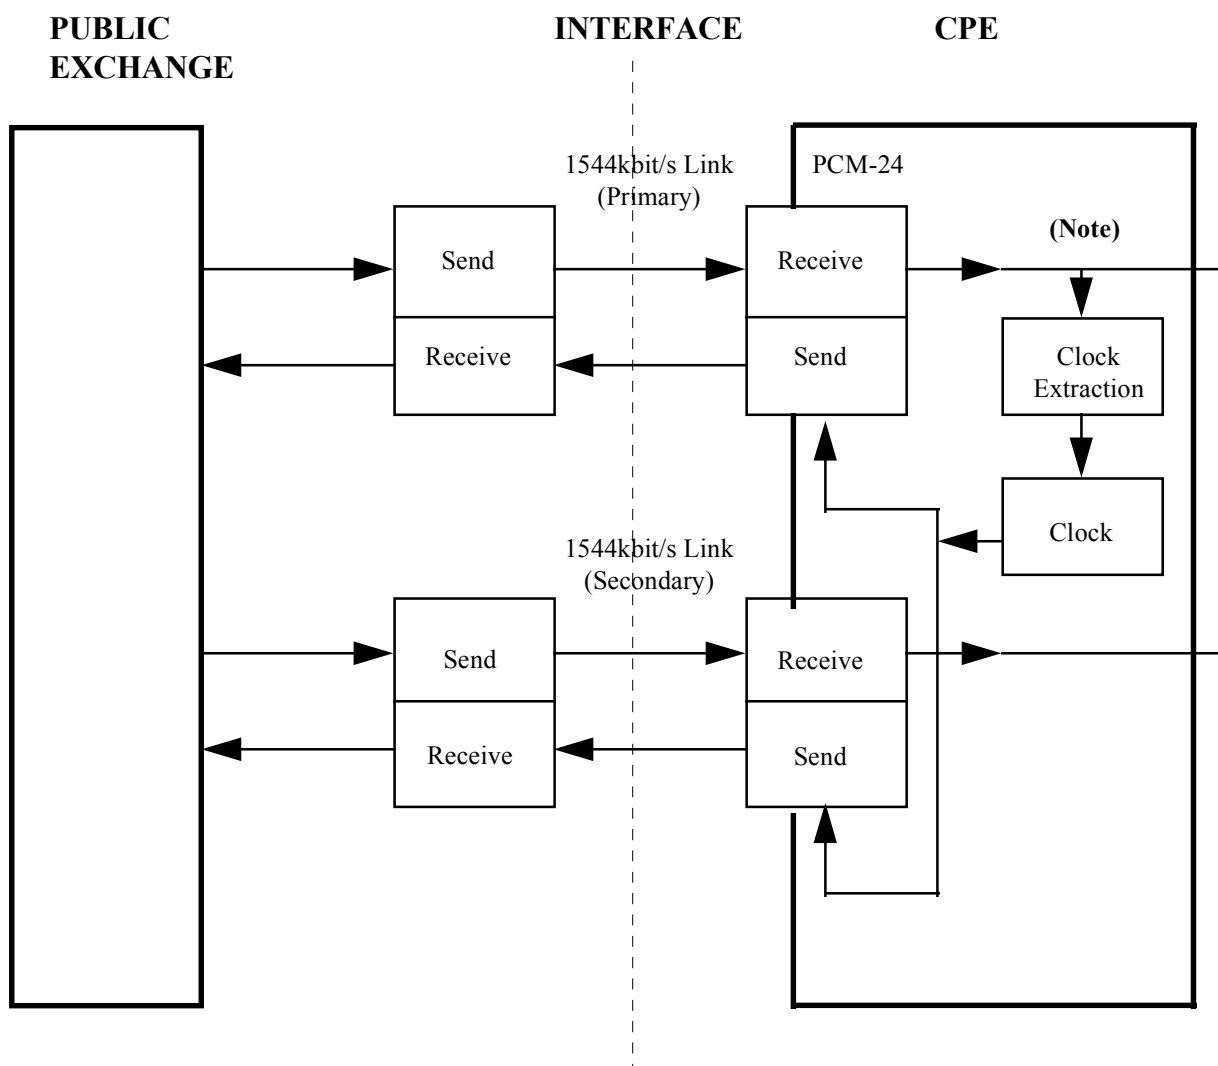 PUBLIC
EXCHANGE
INTERFACE
CPE
1544kbit/s Link
(Primary)
PCM-24
(Note)
Send
Receive
Receive
Send
Clock
Extraction
Clock
1544kbit/s Link
(Secondary)
Send
Receive
Receive
Send